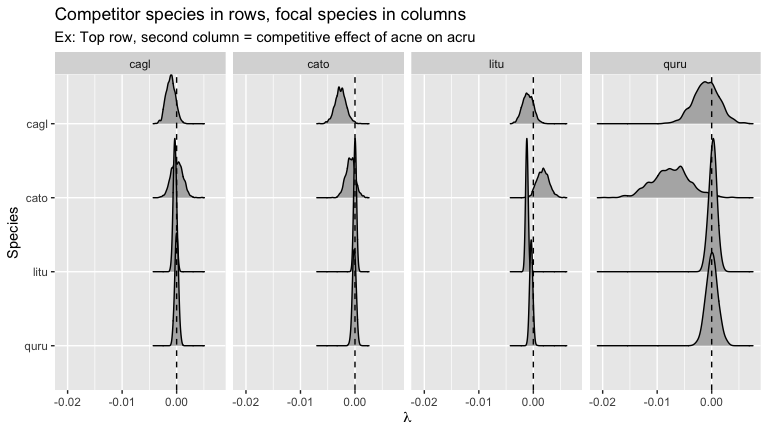 Competitor species in rows, focal species in columns
Ex: Top row, second column = competitive effect of acne on acru
cagl cato litu quru
Species
cagl
cato
litu
quru
-0.02 -0.01 0.00 -0.02 -0.01 0.00 -0.02 -0.01 0.00 -0.02 -0.01 0.00
λ